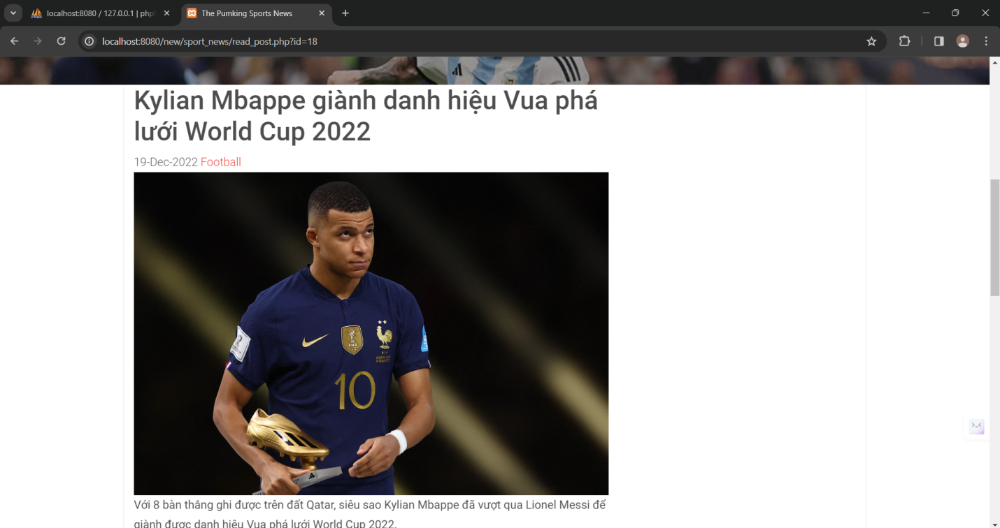 localhost:8080 / 127.0.0.1 | php
The Pumking Sports News
localhost:8080/new/sport_news/read_post.php?id=18
Kylian Mbappe giành danh hiệu Vua phá
lưới World Cup 2022
19-Dec-2022 Football
FIFA
10
Với 8 bàn thắng ghi được trên đất Qatar, siêu sao Kylian Mbappe đã vượt qua Lionel Messi để
giành được danh hiệu Vua phá lưới World Cup 2022.